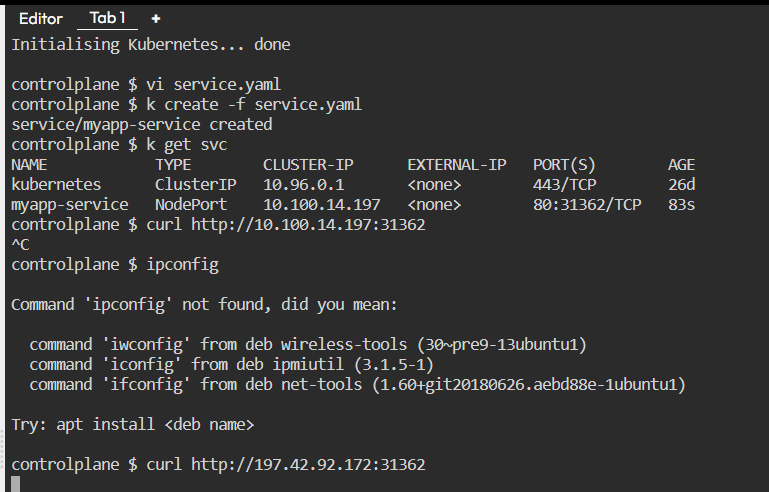 Editor Tab 1 +
Initialising Kubernetes... done
controlplane $ vi service.yaml
controlplane $ k create -f service.yaml
service/myapp-service created
controlplane $ k get svc
NAME TYPE CLUSTER-IP EXTERNAL-IP PORT(S) AGE
kubernetes ClusterIP 10.96.0.1 <none> 443/TCP 26d
myapp-service NodePort 10.100.14.197 <none> 80:31362/TCP 83s
controlplane $ curl http://10.100.14.197:31362
^C
controlplane $ ipconfig
Command 'ipconfig' not found, did you mean:
command 'iwconfig' from deb wireless-tools (30~pre9-13ubuntu1)
command 'iconfig' from deb ipmiutil (3.1.5-1)
command 'ifconfig' from deb net-tools (1.60+git20180626.aebd88e-1ubuntu1)
Try: apt install <deb name>
controlplane $ curl http://197.42.92.172:31362